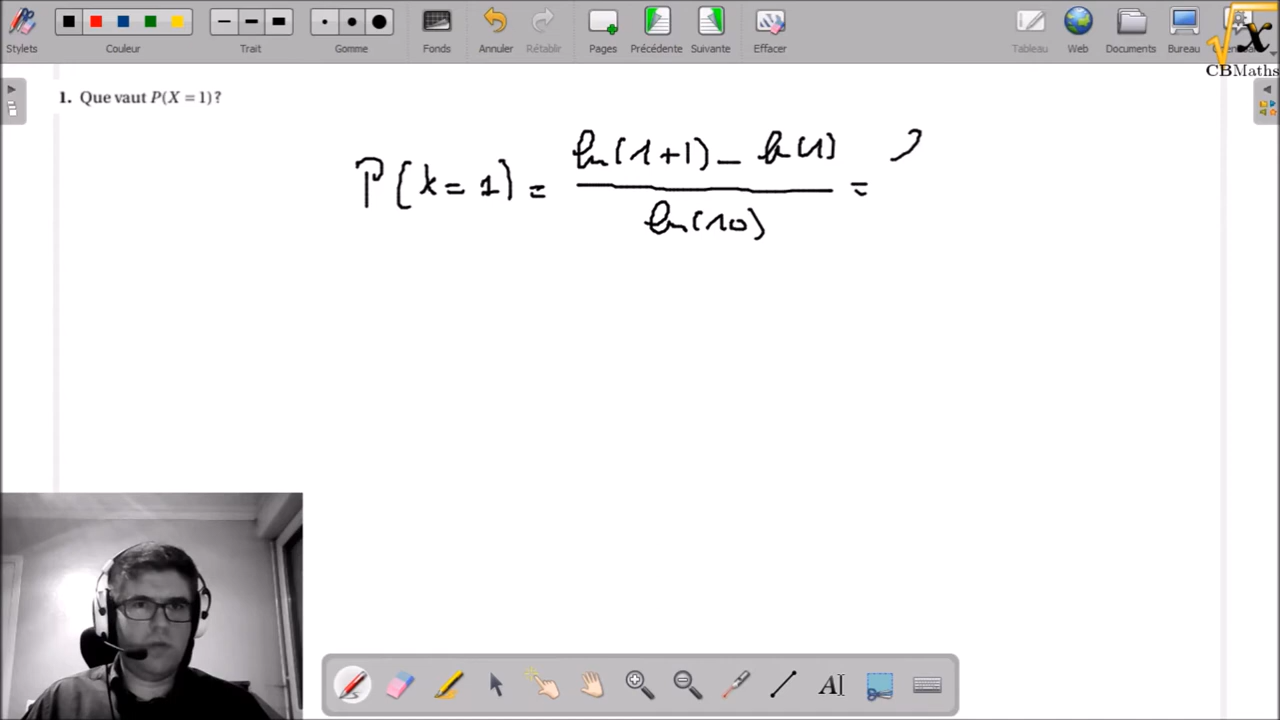 Stylets Couleur Trait Gomme Fonds Annuler Rétablir Pages Précédente Suivante Effacer Tableau Web Documents Bureau
CBMaths
1. Que vaut P(X = 1)?
P(X = 1) = (ln(1+1) - ln(1)) / ln(10) =
AI